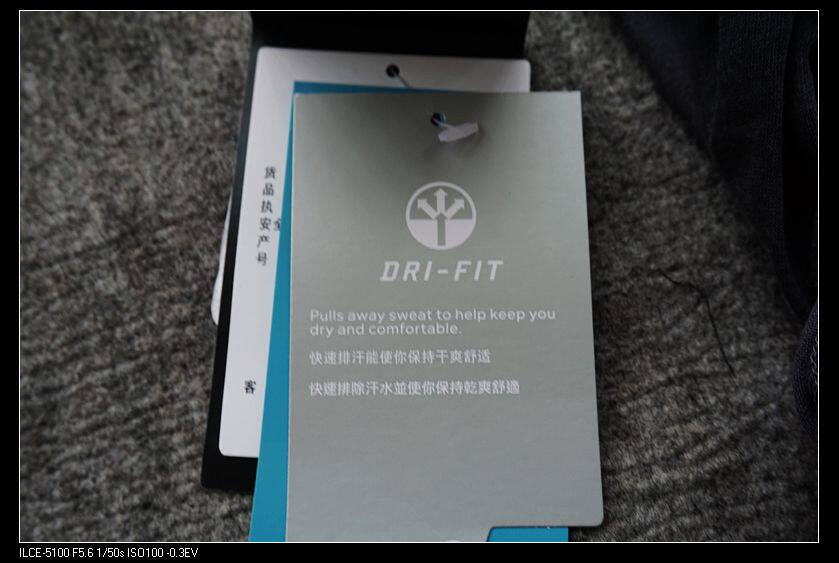 货
品
执
安全
产
号
客
DRI-FIT
Pulls away sweat to help keep you
dry and comfortable.
快速排汗能使你保持干爽舒适
快速排除汗水並使你保持乾爽舒適
ILCE-5100 F5.6 1/50s ISO100 -0.3EV